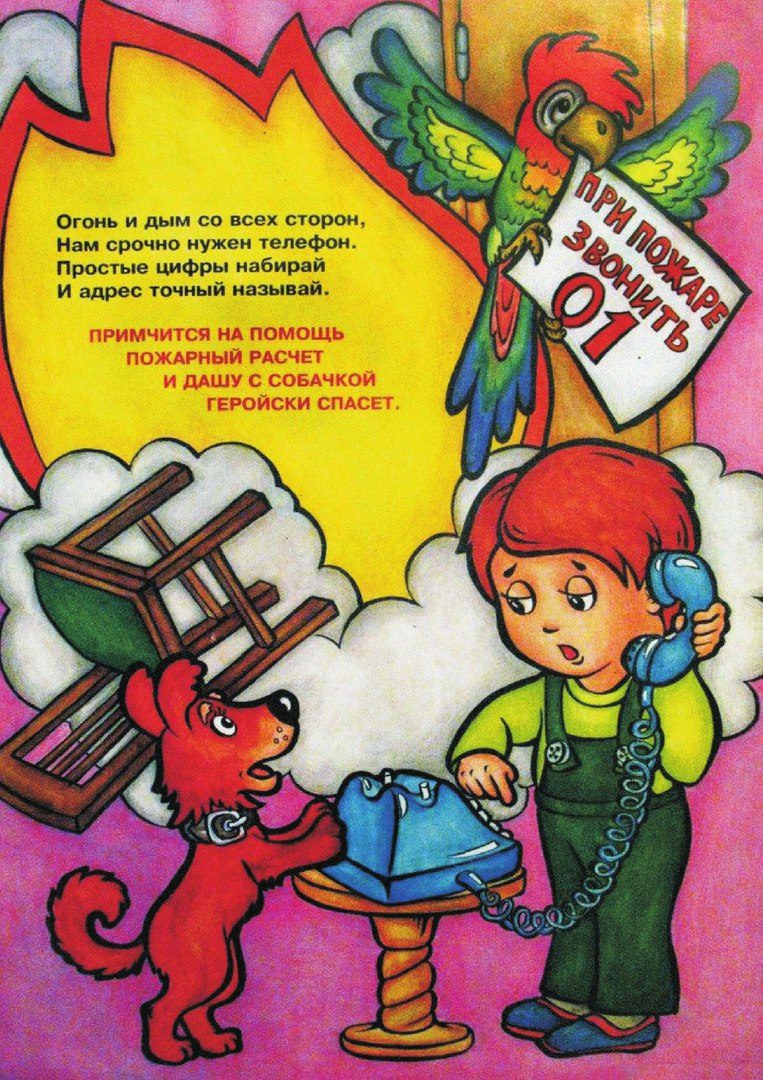 Огонь и дым со всех сторон,
Нам срочно нужен телефон.
Простые цифры набирай
И адрес точный называй.
ПРИМЧИТСЯ НА ПОМОЩЬ
ПОЖАРНЫЙ РАСЧЕТ
И ДАШУ С СОБАЧКОЙ
ГЕРОЙСКИ СПАСЕТ.
ПРИ ПОЖАРЕ
ЗВОНИТЬ
01